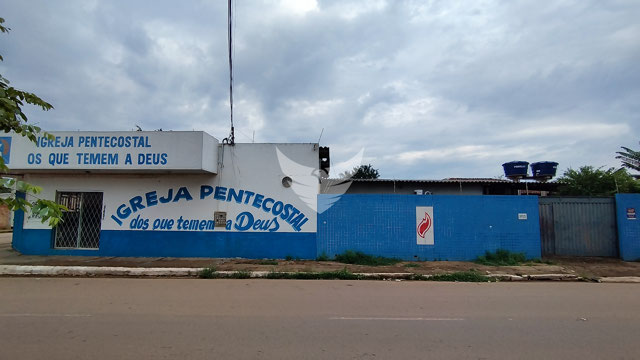 IGREJA PENTECOSTAL
OS QUE TEMEM A DEUS
IGREJA PENTECOSTAL
dos que temem a Deus